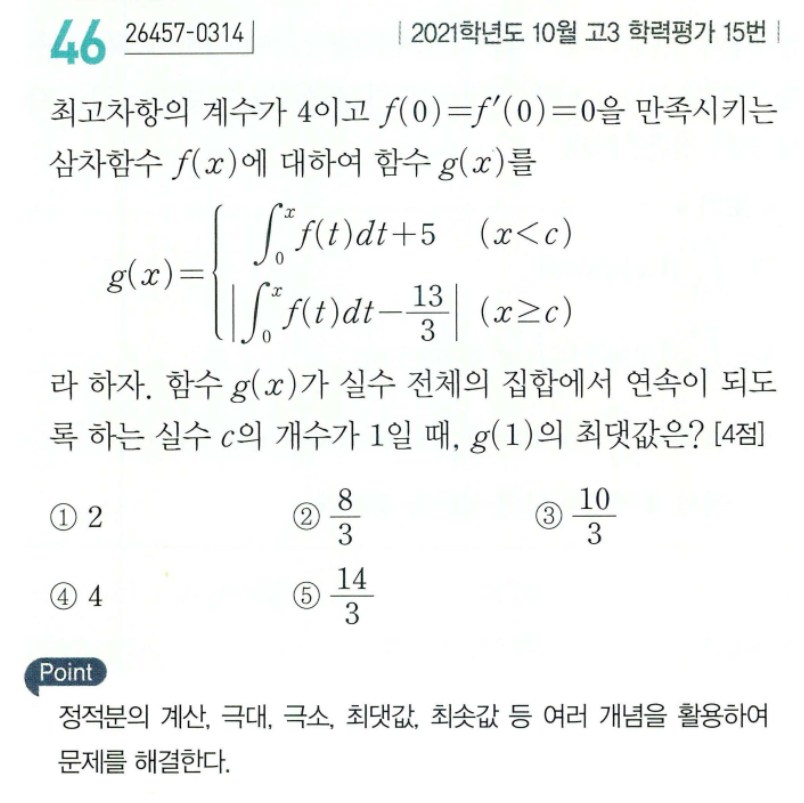 46 26457-0314 | 2021학년도 10월 고3 학력평가 15번 |
최고차항의 계수가 4이고 f(0)=f′(0)=0을 만족시키는
삼차함수 f(x)에 대하여 함수 g(x)를
g(x)={ ∫₀ˣ f(t)dt+5 (x<c)
|∫₀ˣ f(t)dt−13/3| (x≥c)
라 하자. 함수 g(x)가 실수 전체의 집합에서 연속이 되도
록 하는 실수 c의 개수가 1일 때, g(1)의 최댓값은? [4점]
① 2 ② 8/3 ③ 10/3
④ 4 ⑤ 14/3
Point
정적분의 계산, 극대, 극소, 최댓값, 최솟값 등 여러 개념을 활용하여
문제를 해결한다.